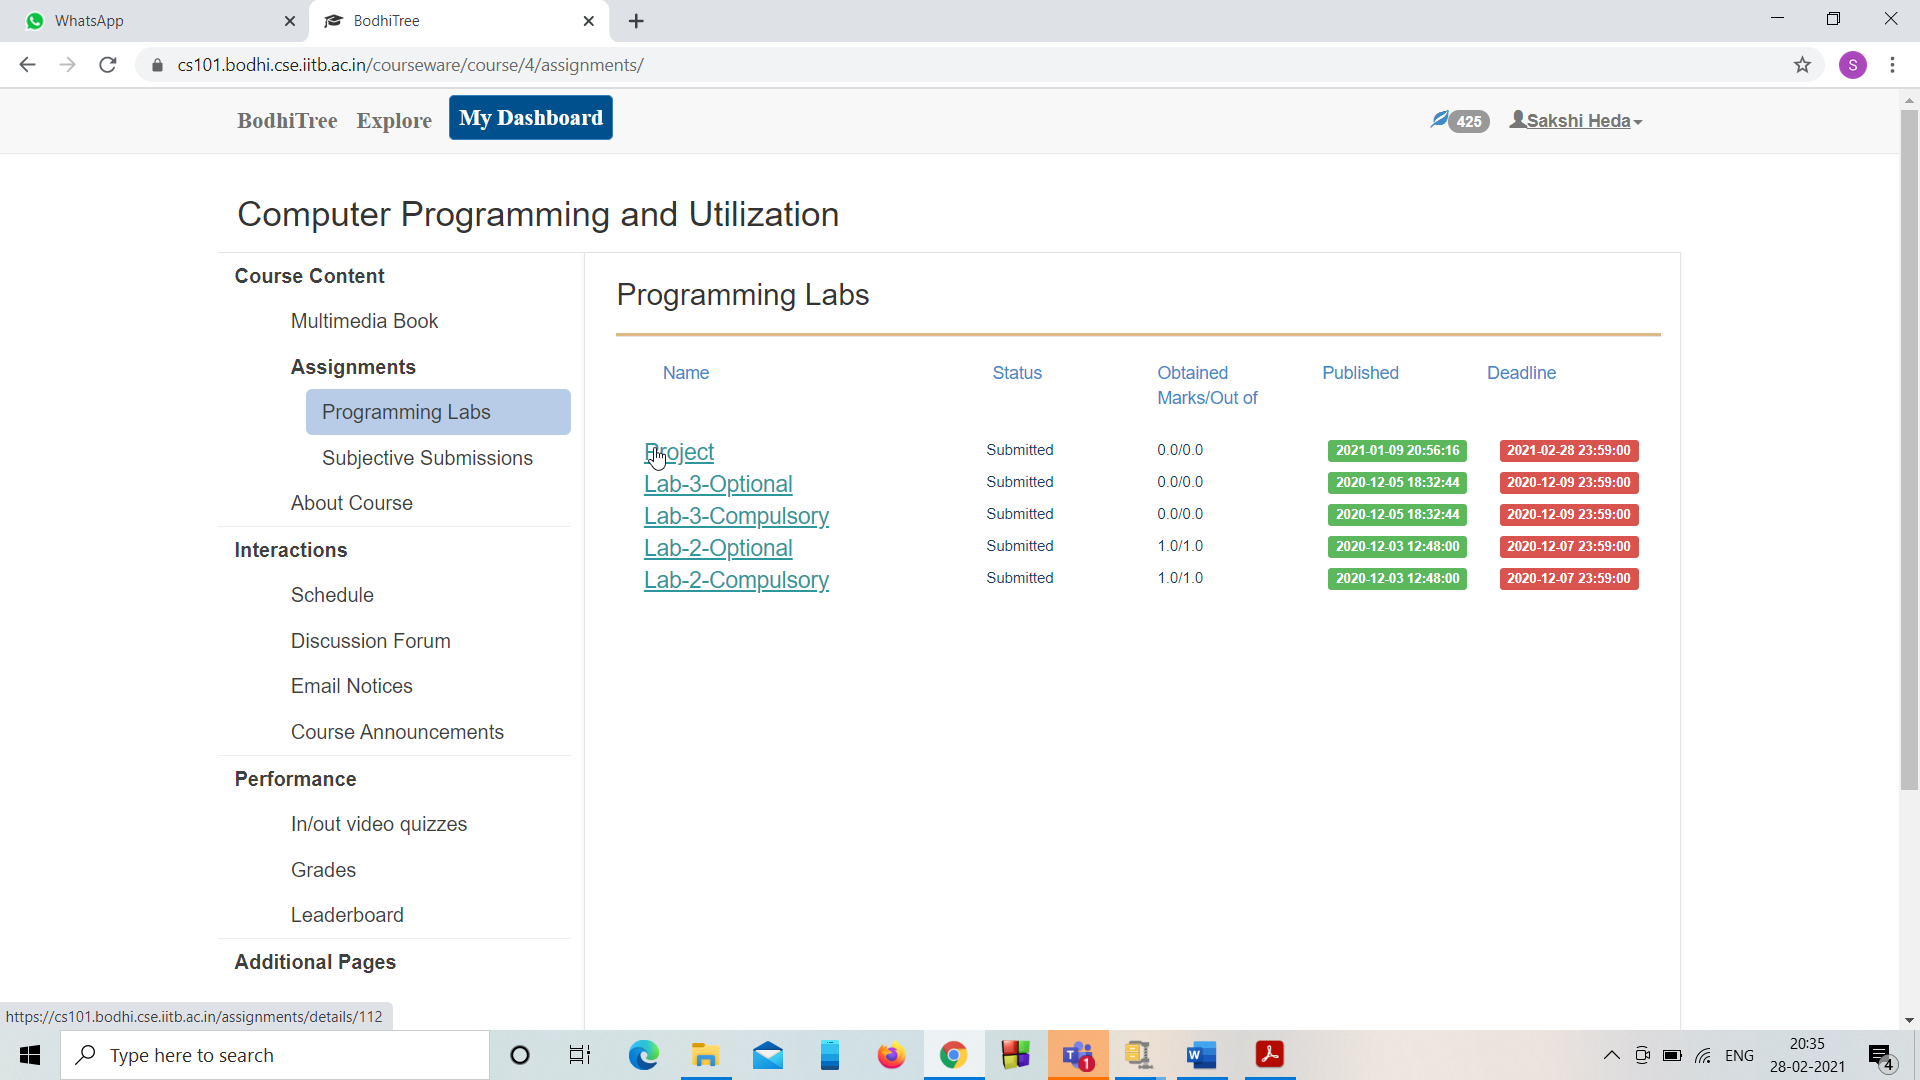 WhatsApp
BodhiTree
cs101.bodhi.cse.iitb.ac.in/courseware/course/4/assignments/
S
BodhiTree Explore My Dashboard
425
Sakshi Heda
Computer Programming and Utilization
Course Content
Multimedia Book
Assignments
Programming Labs
Subjective Submissions
About Course
Interactions
Schedule
Discussion Forum
Email Notices
Course Announcements
Performance
In/out video quizzes
Grades
Leaderboard
Additional Pages
Programming Labs
Name Status Obtained Marks/Out of Published Deadline
Project Submitted 0.0/0.0 2021-01-09 20:56:16 2021-02-28 23:59:00
Lab-3-Optional Submitted 0.0/0.0 2020-12-05 18:32:44 2020-12-09 23:59:00
Lab-3-Compulsory Submitted 0.0/0.0 2020-12-05 18:32:44 2020-12-09 23:59:00
Lab-2-Optional Submitted 1.0/1.0 2020-12-03 12:48:00 2020-12-07 23:59:00
Lab-2-Compulsory Submitted 1.0/1.0 2020-12-03 12:48:00 2020-12-07 23:59:00
https://cs101.bodhi.cse.iitb.ac.in/assignments/details/112
Type here to search
T
1
W
ENG
20:35
28-02-2021
4